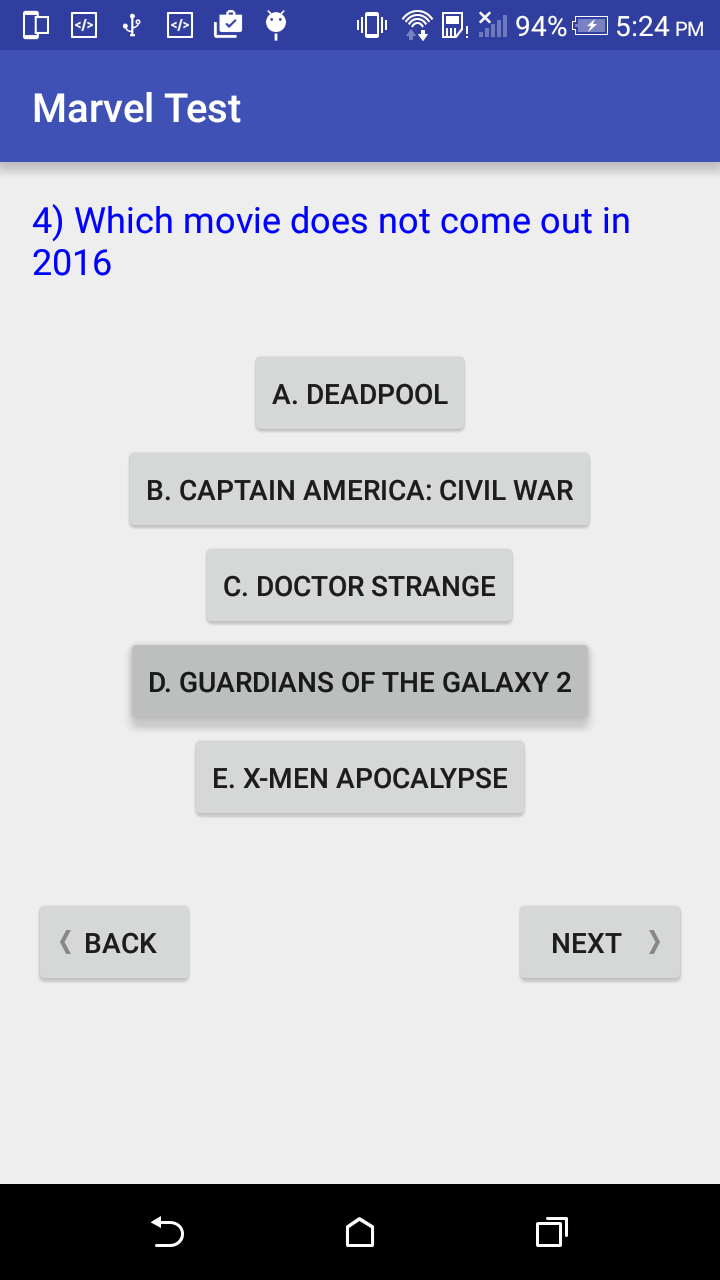 94% 5:24 PM
Marvel Test
4) Which movie does not come out in
2016
A. DEADPOOL
B. CAPTAIN AMERICA: CIVIL WAR
C. DOCTOR STRANGE
D. GUARDIANS OF THE GALAXY 2
E. X-MEN APOCALYPSE
BACK
NEXT